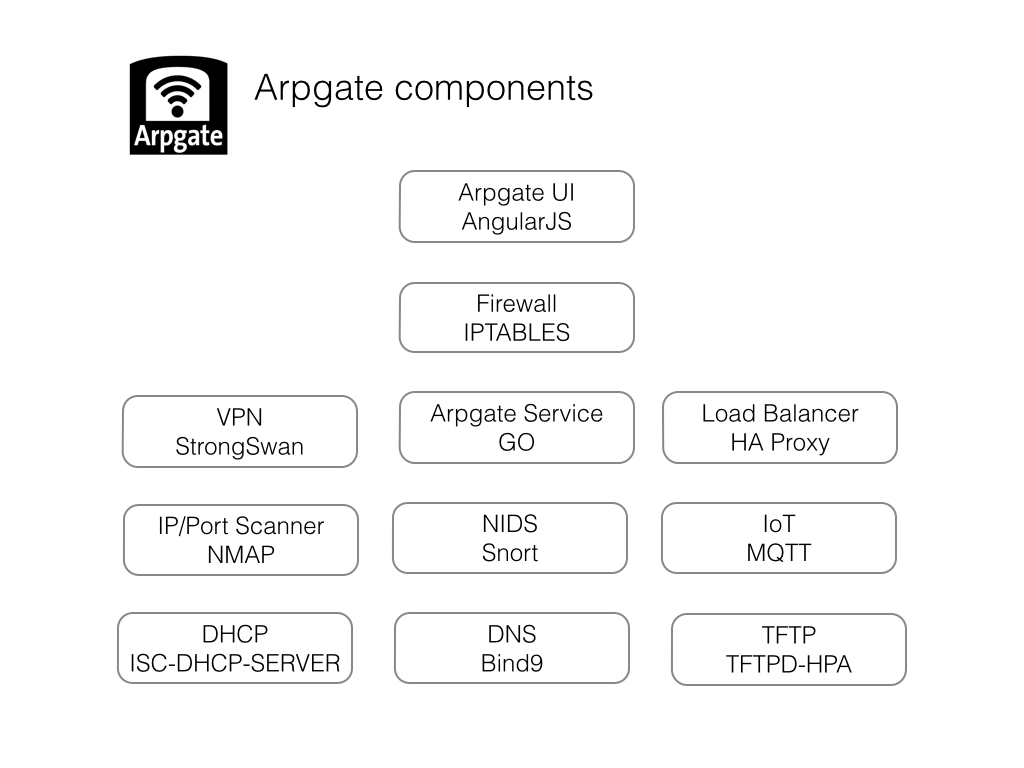 Arpgate
Arpgate components
Arpgate UI
AngularJS
Firewall
IPTABLES
VPN
StrongSwan
Arpgate Service
GO
Load Balancer
HA Proxy
IP/Port Scanner
NMAP
NIDS
Snort
IoT
MQTT
DHCP
ISC-DHCP-SERVER
DNS
Bind9
TFTP
TFTPD-HPA